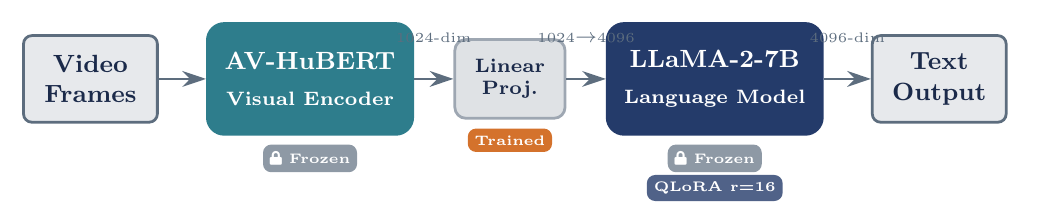 Video
Frames
AV-HuBERT
Visual Encoder
Frozen
1024-dim
Linear
Proj.
Trained
1024→4096
LLaMA-2-7B
Language Model
Frozen
QLoRA r=16
4096-dim
Text
Output